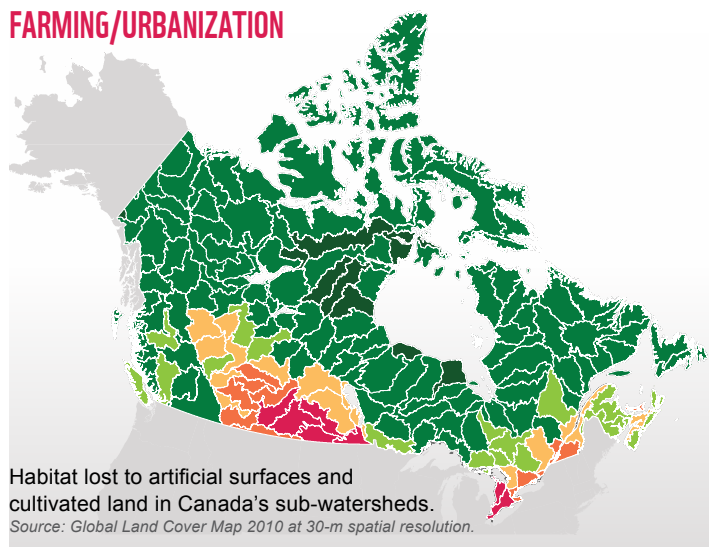 FARMING/URBANIZATION
Habitat lost to artificial surfaces and
cultivated land in Canada's sub-watersheds.
Source: Global Land Cover Map 2010 at 30-m spatial resolution.